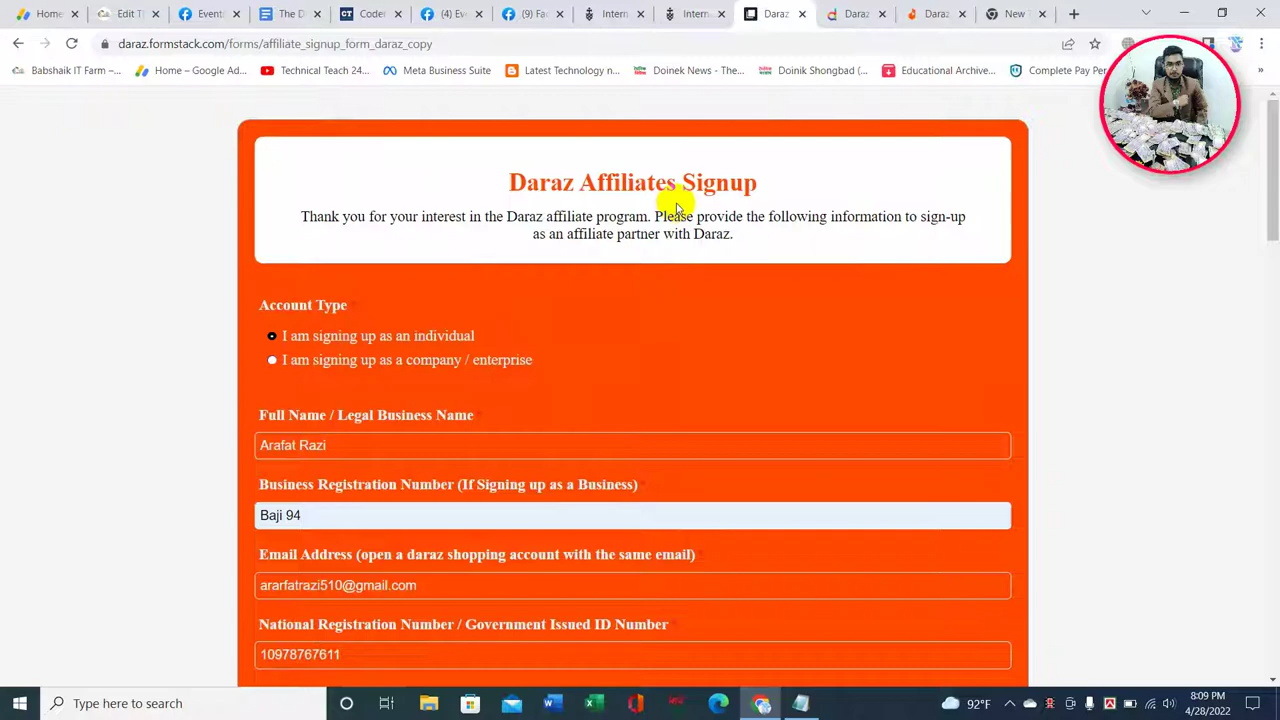 Home
Edit T
Event
Coder
(4) Ev
(9) Fa
Intern
Intern
Daraz
Daraz
Daraz
New T
daraz.formstack.com/forms/affiliate_signup_form_daraz_copy
Babshaik IT Farm –...
Home – Google Ad...
Technical Teach 24...
Meta Business Suite
Latest Technology n...
Doinek News - The...
Doinik Shongbad (...
Educational Archive...
Complete Pay Per
»
Daraz Affiliates Signup
Thank you for your interest in the Daraz affiliate program. Please provide the following information to sign-up
as an affiliate partner with Daraz.
Account Type *
I am signing up as an individual
I am signing up as a company / enterprise
Full Name / Legal Business Name *
Arafat Razi
Business Registration Number (If Signing up as a Business) *
Baji 94
Email Address (open a daraz shopping account with the same email) *
ararfatrazi510@gmail.com
National Registration Number / Government Issued ID Number *
10978767611
Type here to search
92°F
8:09 PM
4/28/2022